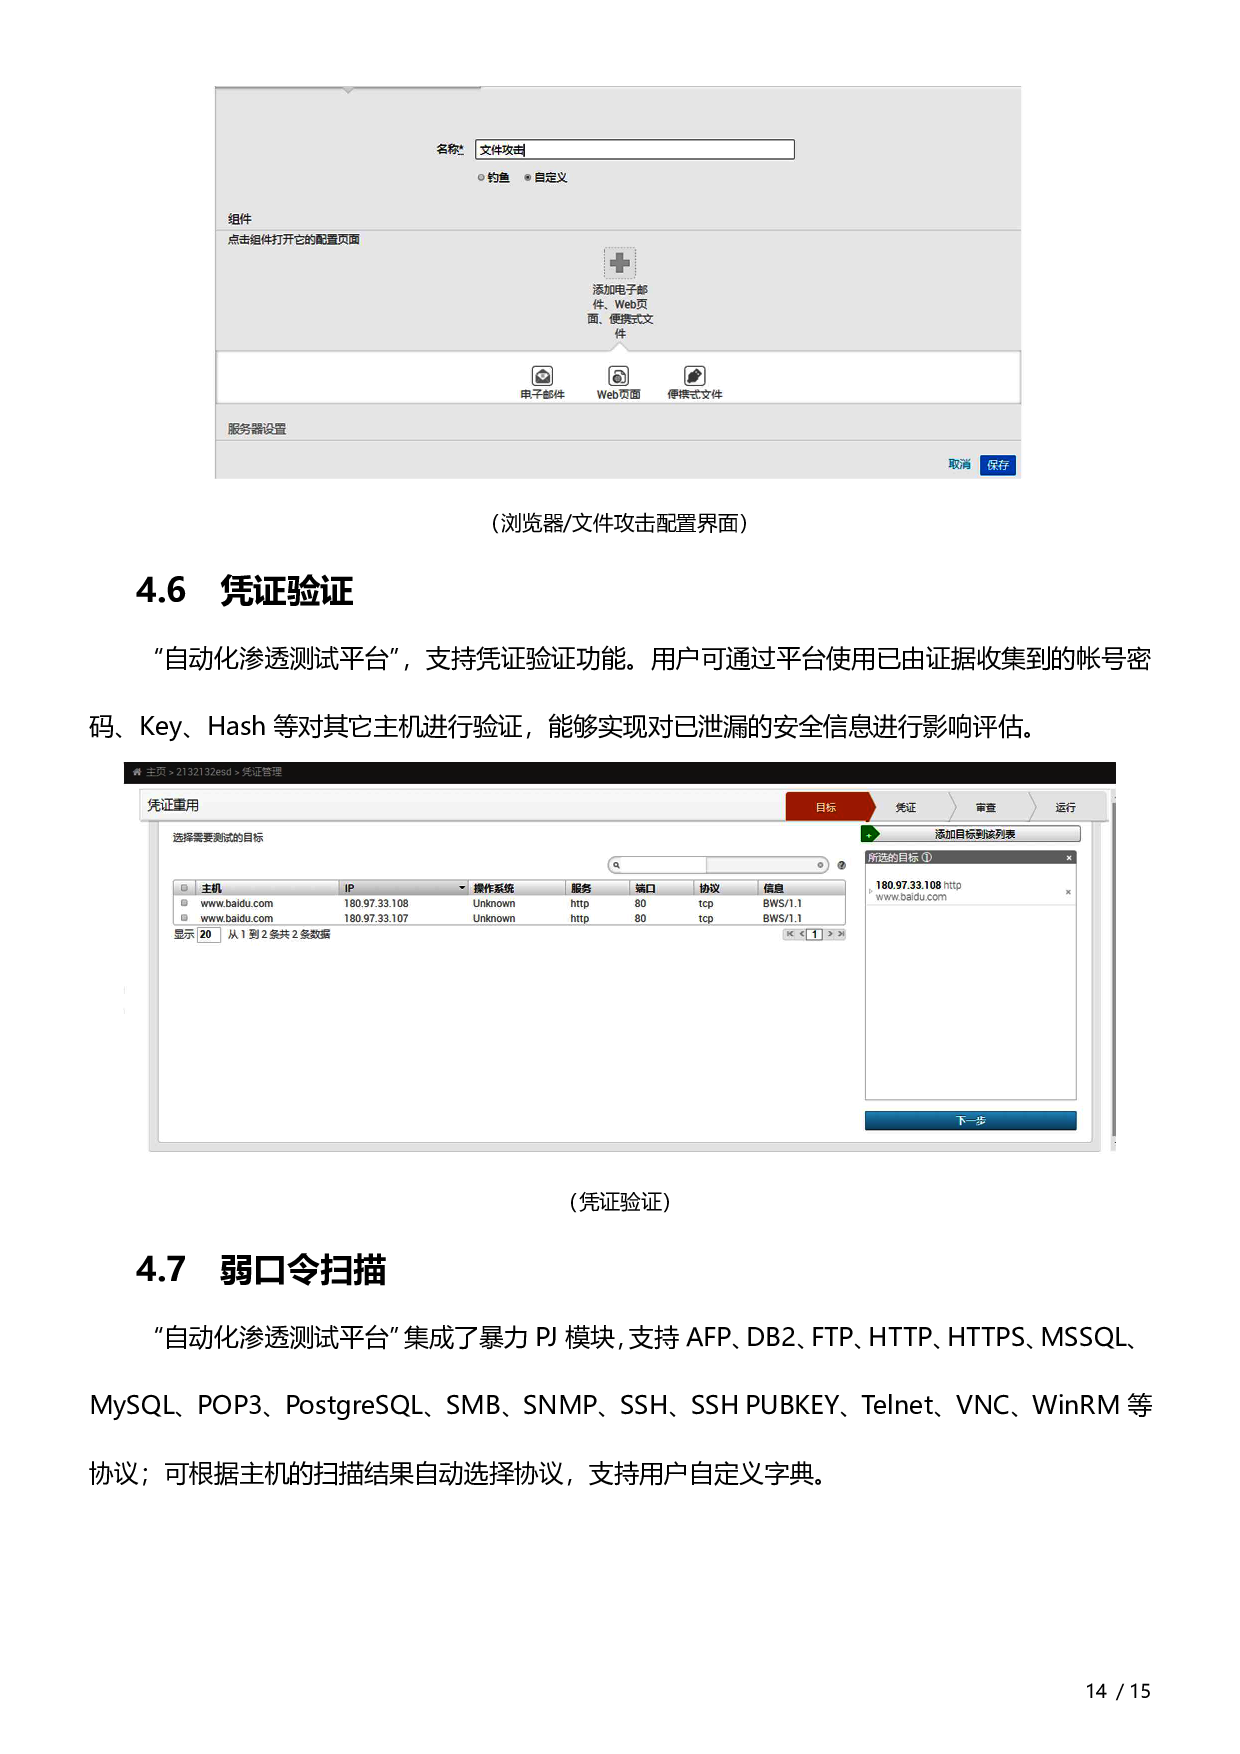 名称* 文件攻击
钓鱼 自定义
组件
点击组件打开它的配置页面
添加电子邮
件、Web页
面、便携式文
件
电子邮件 Web页面 便携式文件
服务器设置
取消 保存
（浏览器/文件攻击配置界面）
4.6 凭证验证
“自动化渗透测试平台”，支持凭证验证功能。用户可通过平台使用已由证据收集到的帐号密
码、Key、Hash 等对其它主机进行验证，能够实现对已泄漏的安全信息进行影响评估。
主页 > 2132132esd > 凭证管理
凭证重用 目标 凭证 审查 运行
选择需要测试的目标 添加目标到该列表
所选的目标 ①
主机 IP 操作系统 服务 端口 协议 信息
www.baidu.com 180.97.33.108 Unknown http 80 tcp BWS/1.1
www.baidu.com 180.97.33.107 Unknown http 80 tcp BWS/1.1
显示 20 从 1 到 2 条共 2 条数据 1
180.97.33.108 http
www.baidu.com
下一步
（凭证验证）
4.7 弱口令扫描
“自动化渗透测试平台”集成了暴力 PJ 模块，支持 AFP、DB2、FTP、HTTP、HTTPS、MSSQL、
MySQL、POP3、PostgreSQL、SMB、SNMP、SSH、SSH PUBKEY、Telnet、VNC、WinRM 等
协议；可根据主机的扫描结果自动选择协议，支持用户自定义字典。
14 / 15